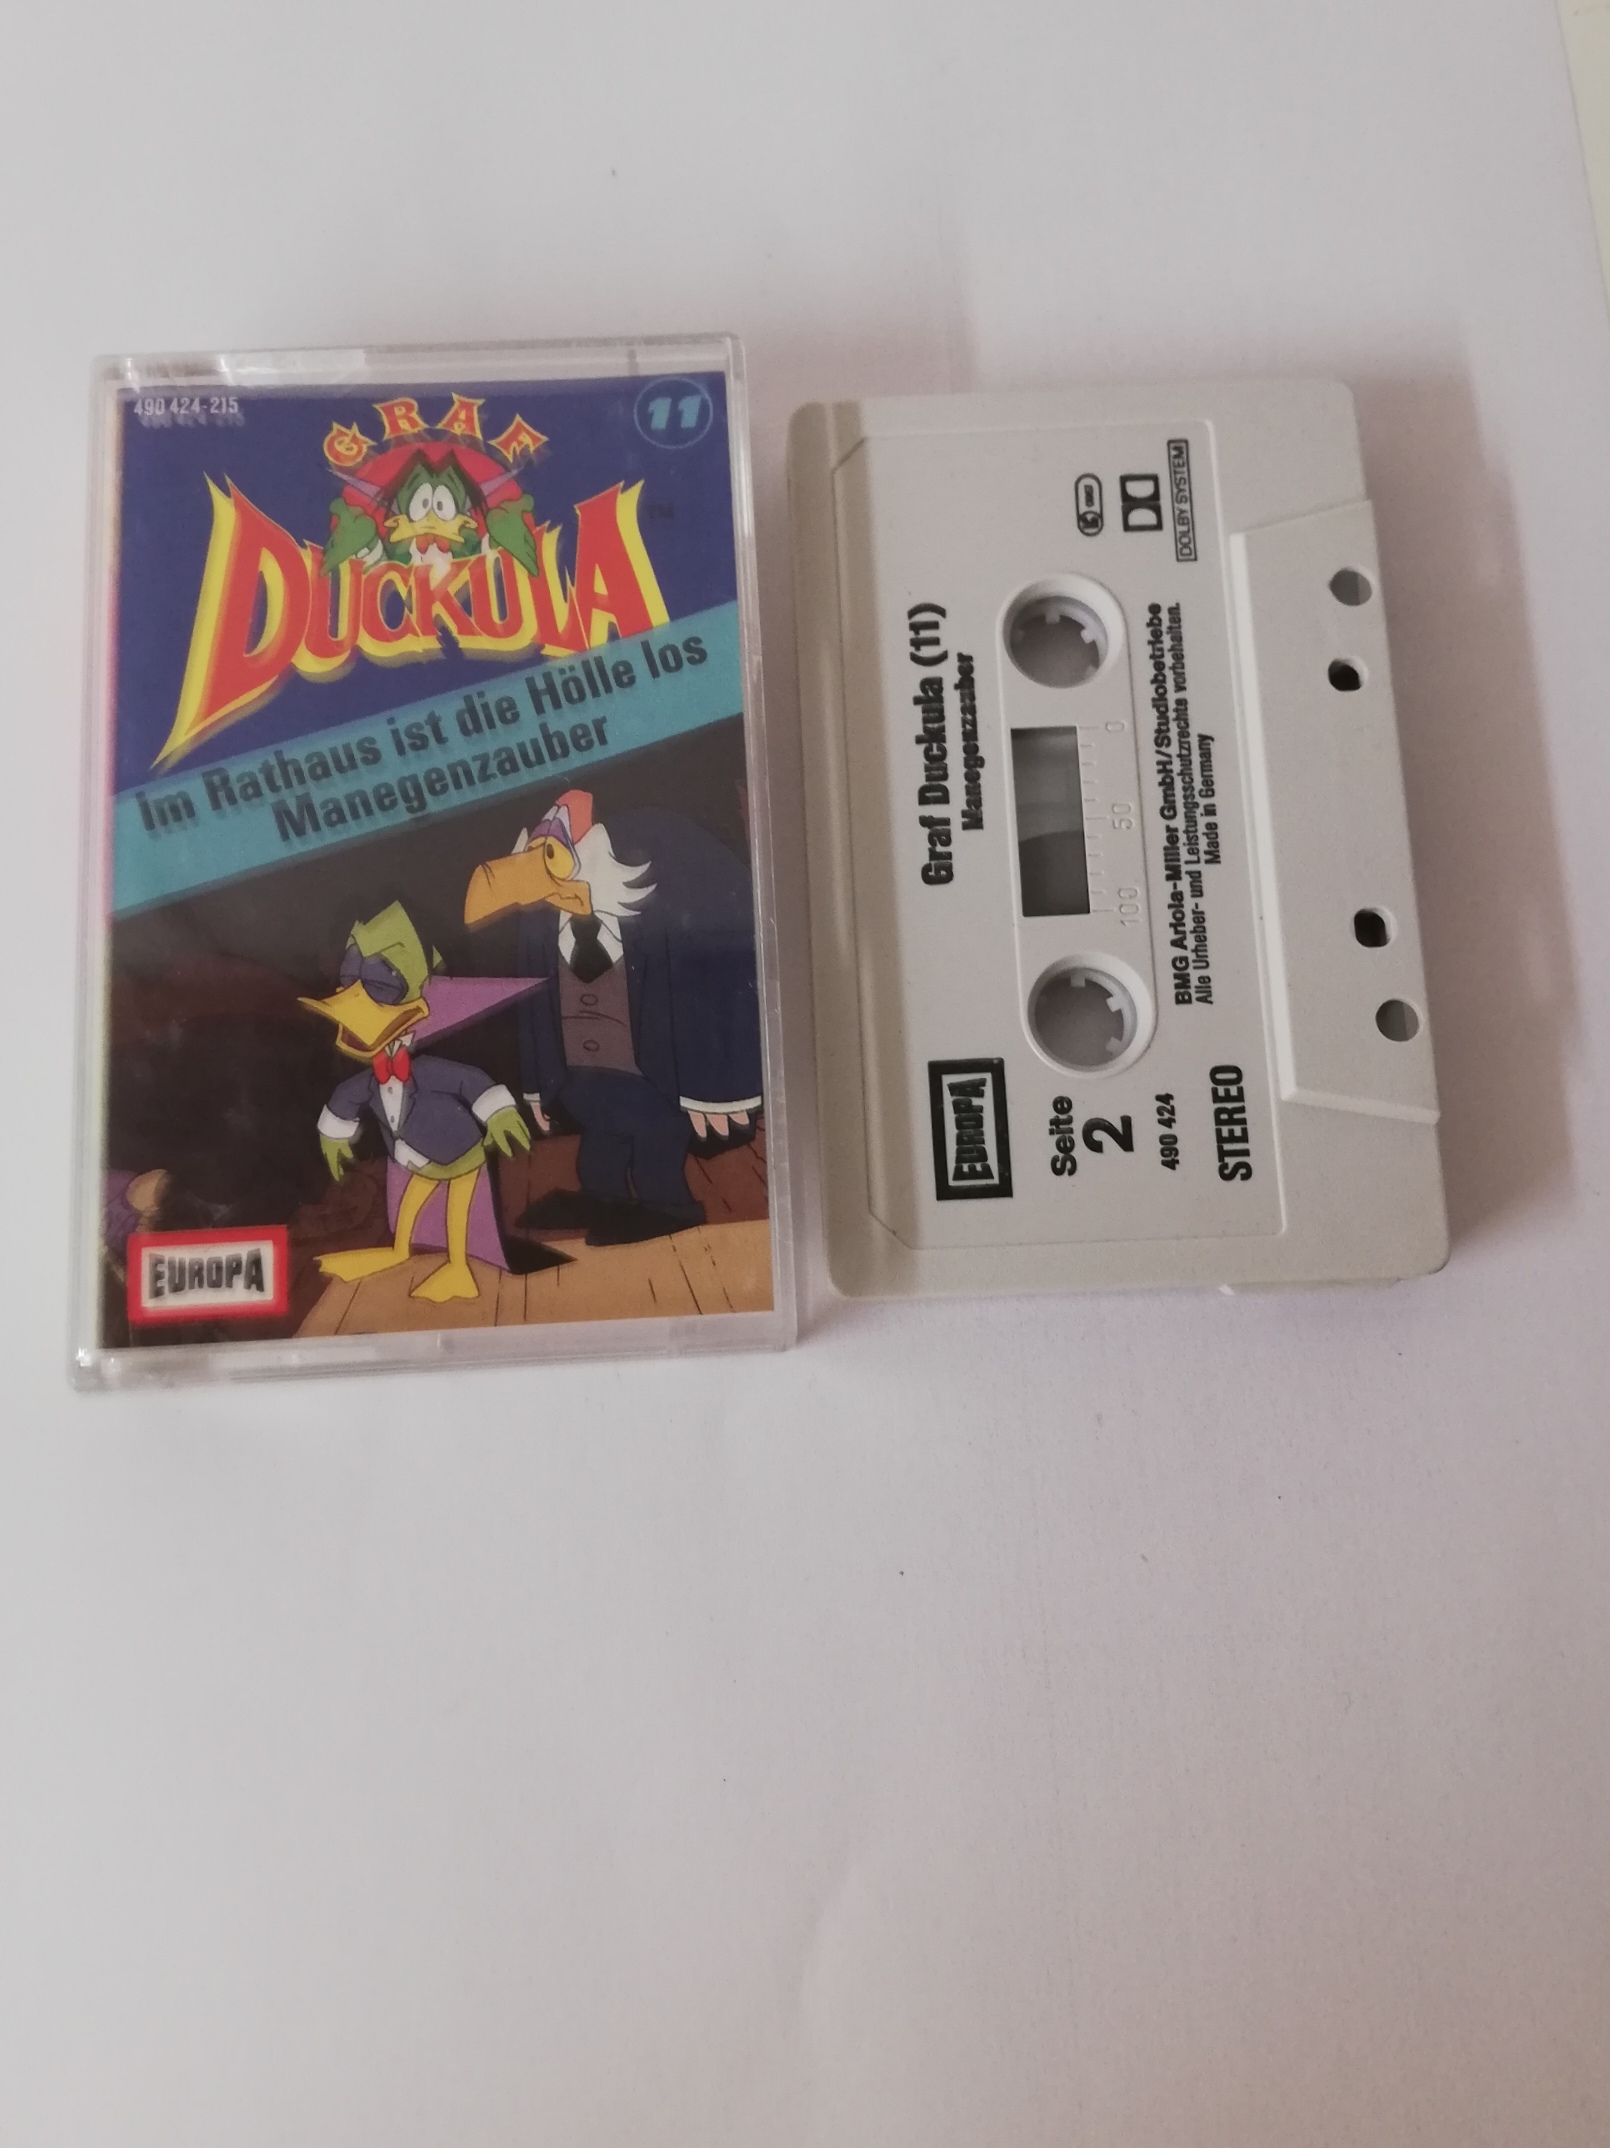 490 424-215
11
GRAF
DUCKULA
TM
Im Rathaus ist die Hölle los
Manegenzauber
EUROPA
Graf Duckula (11)
Manegenzauber
DOLBY SYSTEM
100 50 0
EUROPA
Seite
2
490 424
STEREO
BMG Ariola-Miller GmbH/Studiobetriebe
Alle Urheber- und Leistungsschutzrechte vorbehalten.
Made in Germany